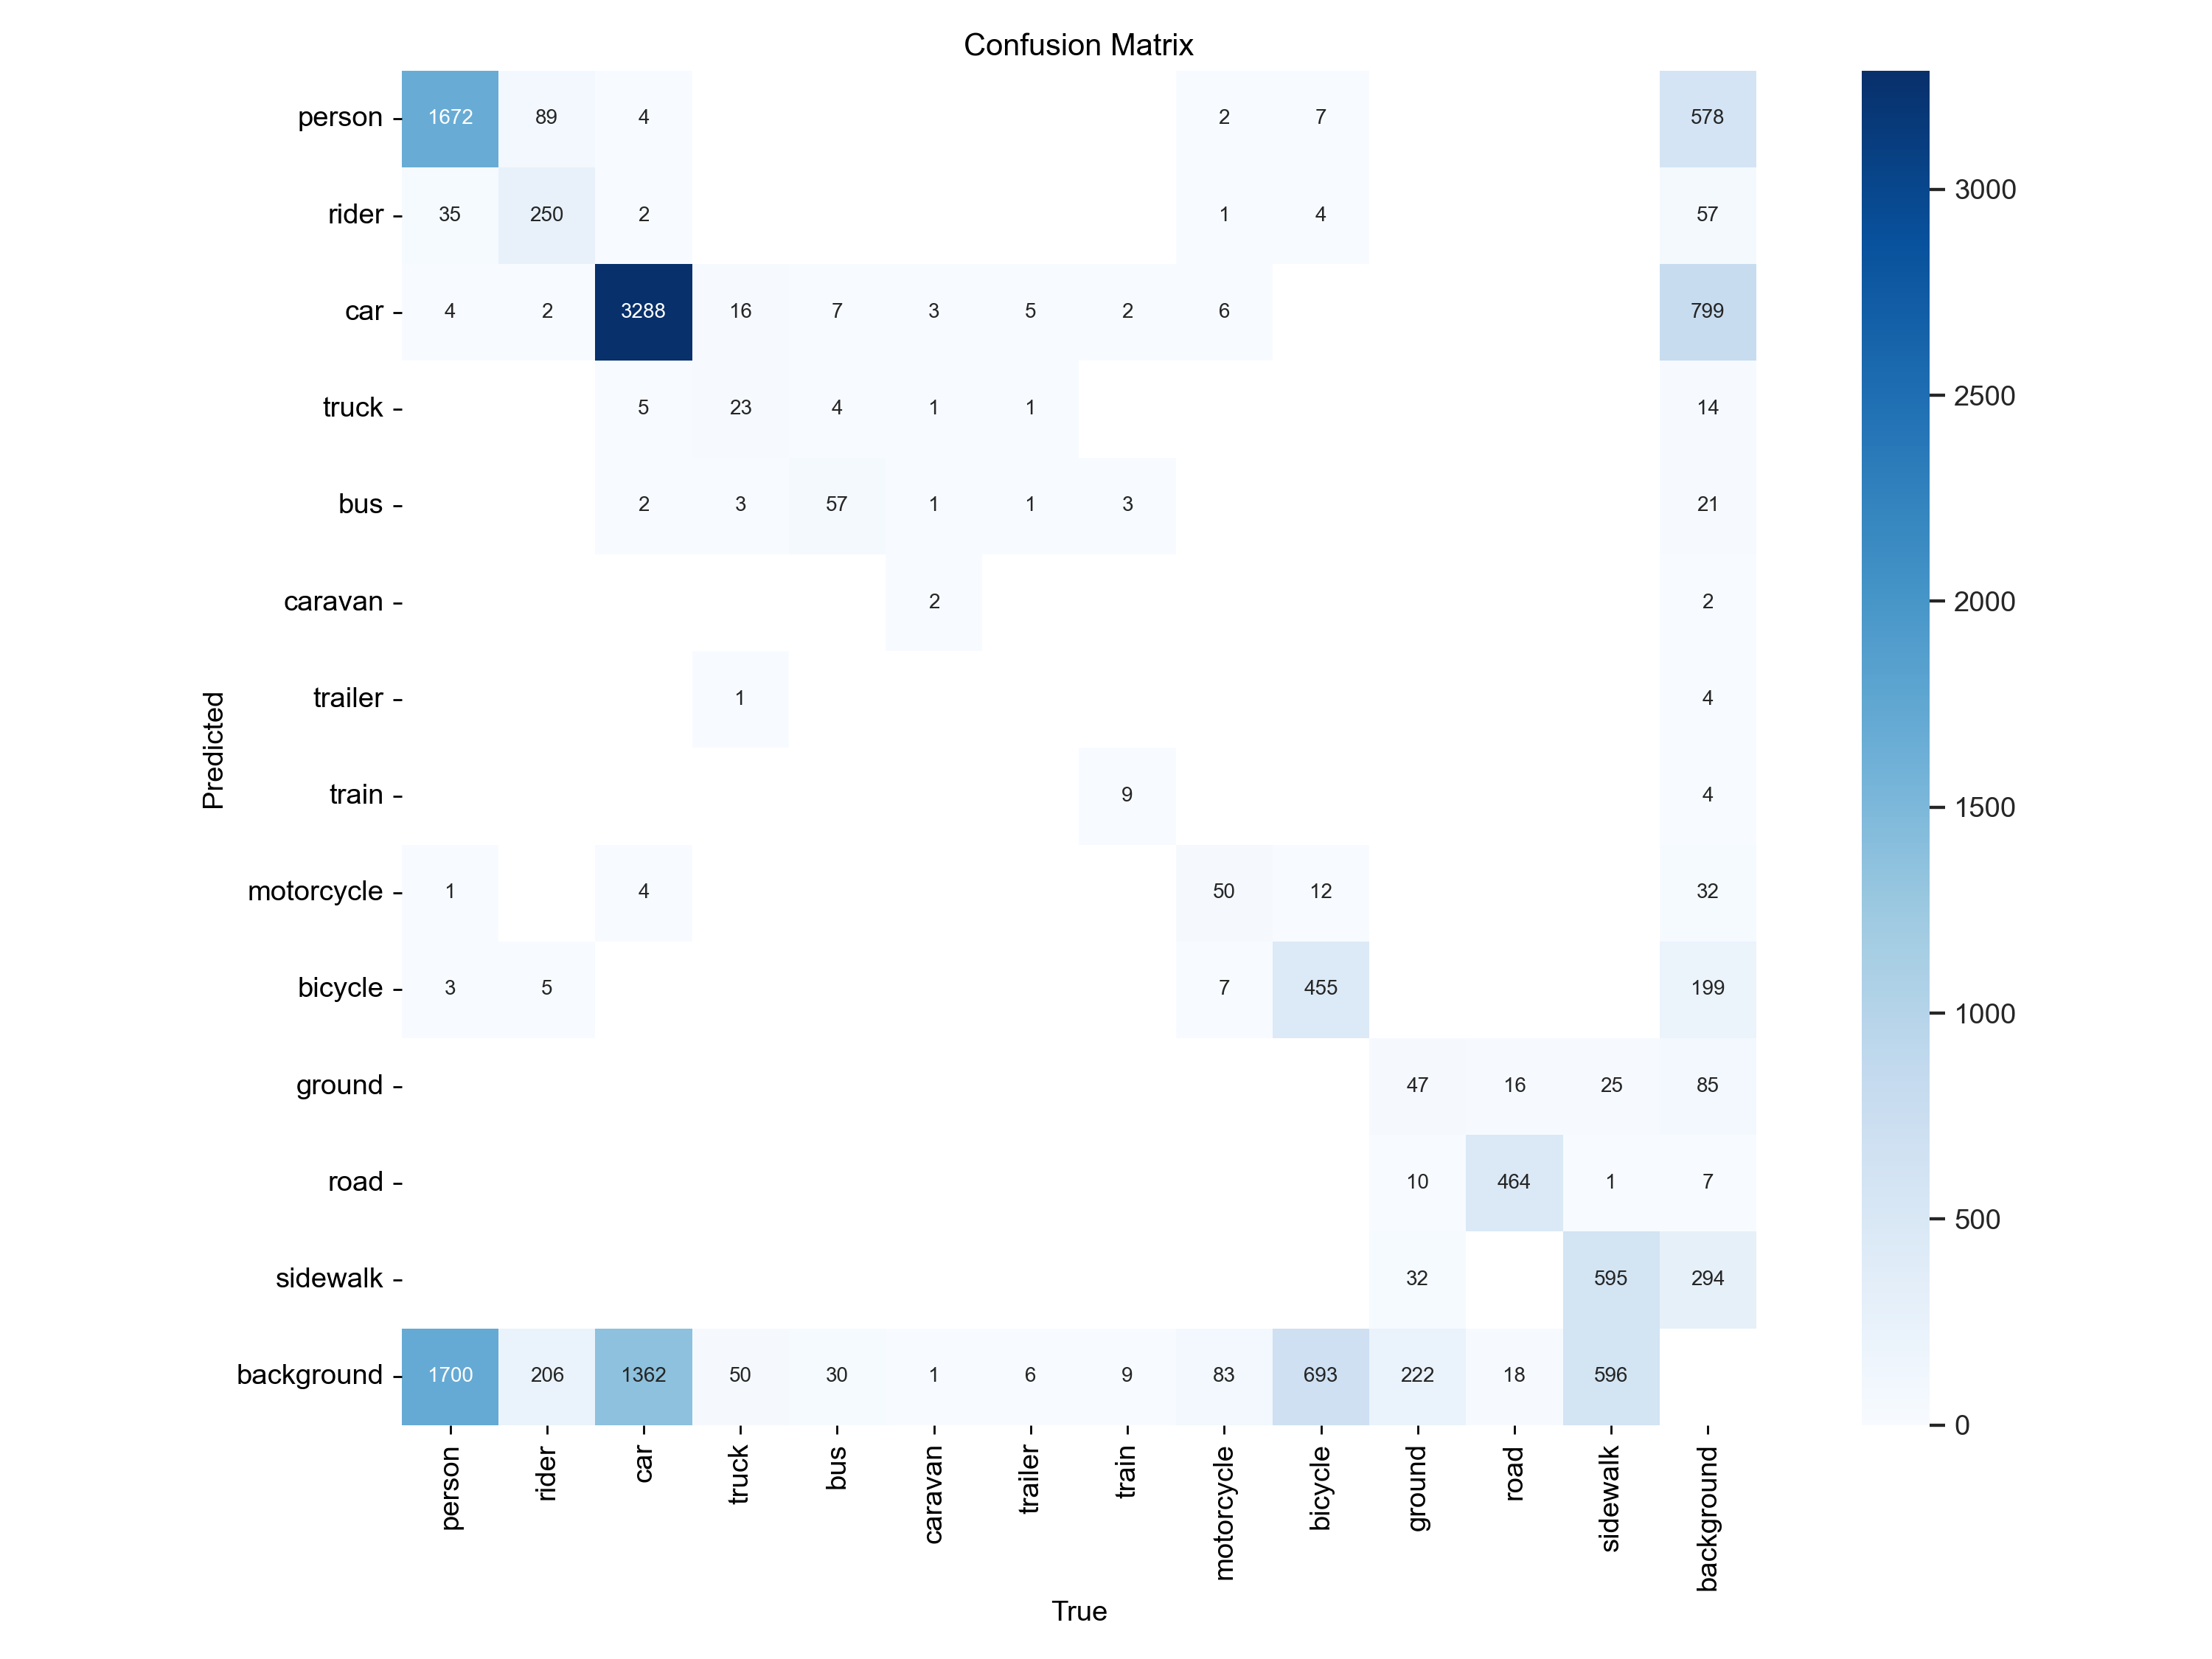 Confusion Matrix
person 1672 89 4 2 7 578
rider 35 250 2 1 4 57
car 4 2 3288 16 7 3 5 2 6 799
truck 5 23 4 1 1 14
bus 2 3 57 1 1 3 21
caravan 2 2
trailer 1 4
train 9 4
motorcycle 1 4 50 12 32
bicycle 3 5 7 455 199
ground 47 16 25 85
road 10 464 1 7
sidewalk 32 595 294
background 1700 206 1362 50 30 1 6 9 83 693 222 18 596
person rider car truck bus caravan trailer train motorcycle bicycle ground road sidewalk background
True
Predicted
3000
2500
2000
1500
1000
500
0